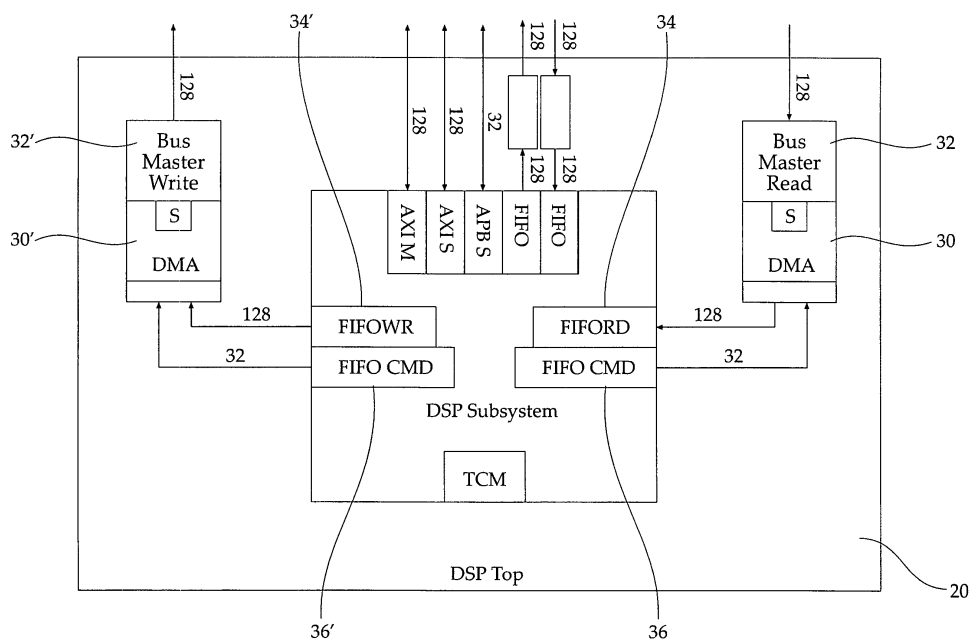 34′
34
128
128
128
128
128
32
128
128
32′
Bus
Master
Write
S
30′
DMA
128
128
Bus
Master
Read
32
S
30
DMA
AXI M
AXI S
APB S
FIFO
FIFO
128
FIFOWR
FIFORD
128
32
FIFO CMD
FIFO CMD
32
DSP Subsystem
TCM
DSP Top
20
36′
36